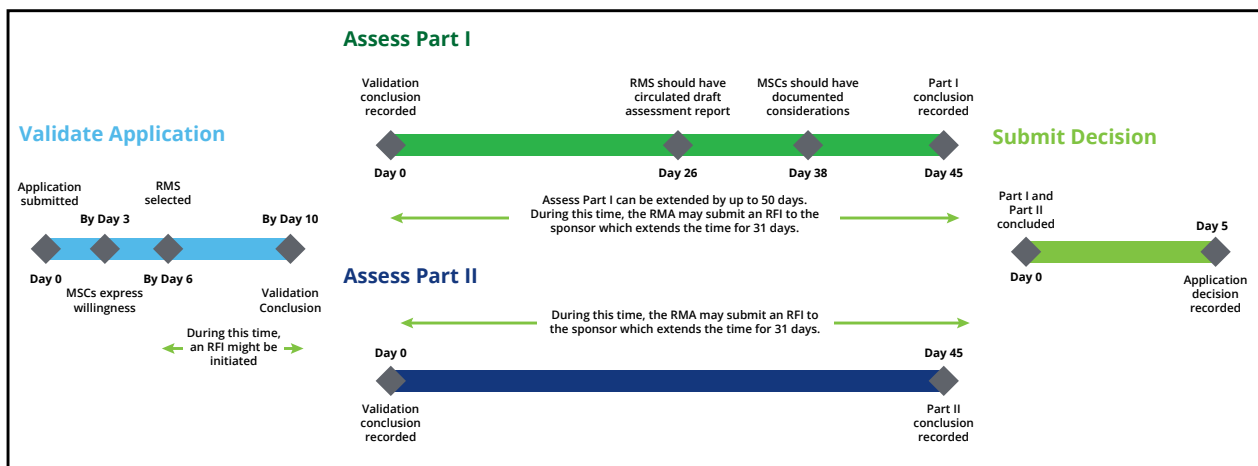 Validate Application
Application
submitted
By Day 3
RMS
selected
By Day 10
Day 0
MSCs express
willingness
By Day 6
Validation
Conclusion
During this time,
an RFI might be
initiated
Assess Part I
Validation
conclusion
recorded
RMS should have
circulated draft
assessment report
MSCs should have
documented
considerations
Part I
conclusion
recorded
Day 0
Day 26
Day 38
Day 45
Assess Part I can be extended by up to 50 days.
During this time, the RMA may submit an RFI to the
sponsor which extends the time for 31 days.
Assess Part II
During this time, the RMA may submit an RFI to
the sponsor which extends the time for 31 days.
Day 0
Day 45
Validation
conclusion
recorded
Part II
conclusion
recorded
Submit Decision
Part I and
Part II
concluded
Day 5
Day 0
Application
decision
recorded